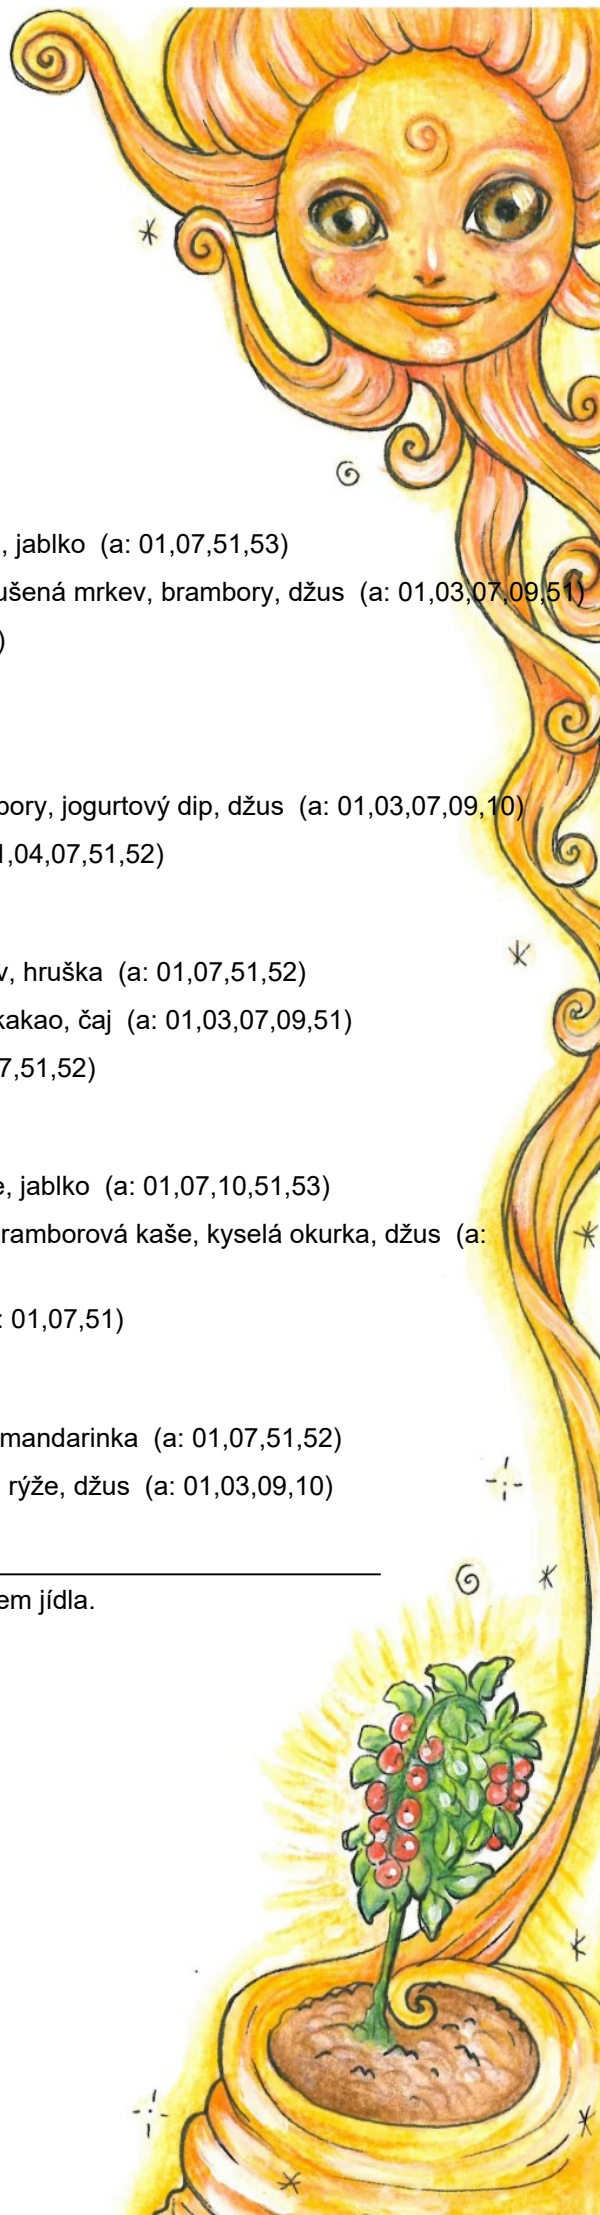 , jablko (a: 01,07,51,53)
ušená mrkev, brambory, džus (a: 01,03,07,09,51)
)
ory, jogurtový dip, džus (a: 01,03,07,09,10)
,04,07,51,52)
, hruška (a: 01,07,51,52)
kakao, čaj (a: 01,03,07,09,51)
7,51,52)
, jablko (a: 01,07,10,51,53)
ramborová kaše, kyselá okurka, džus (a:
: 01,07,51)
mandarinka (a: 01,07,51,52)
rýže, džus (a: 01,03,09,10)
em jídla.